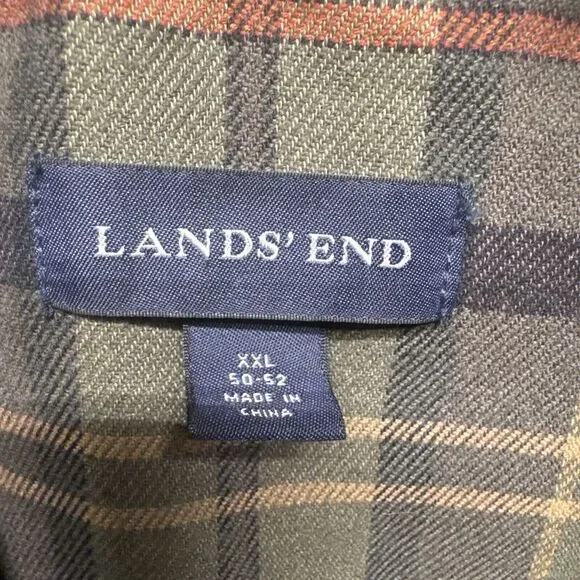 LANDS' END
XXL
50-52
MADE IN
CHINA